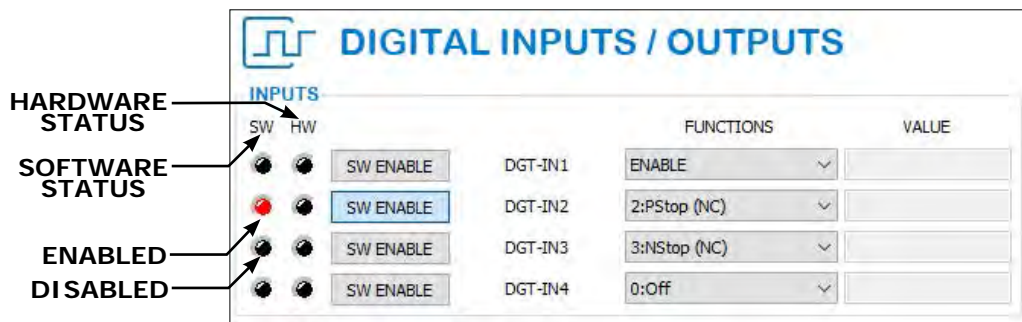 DIGITAL INPUTS / OUTPUTS
INPUTS
HARDWARE
STATUS
SW HW FUNCTIONS VALUE
SOFTWARE
STATUS
SW ENABLE DGT-IN1 ENABLE
SW ENABLE DGT-IN2 2:PStop (NC)
ENABLED
SW ENABLE DGT-IN3 3:NStop (NC)
DISABLED
SW ENABLE DGT-IN4 0:Off